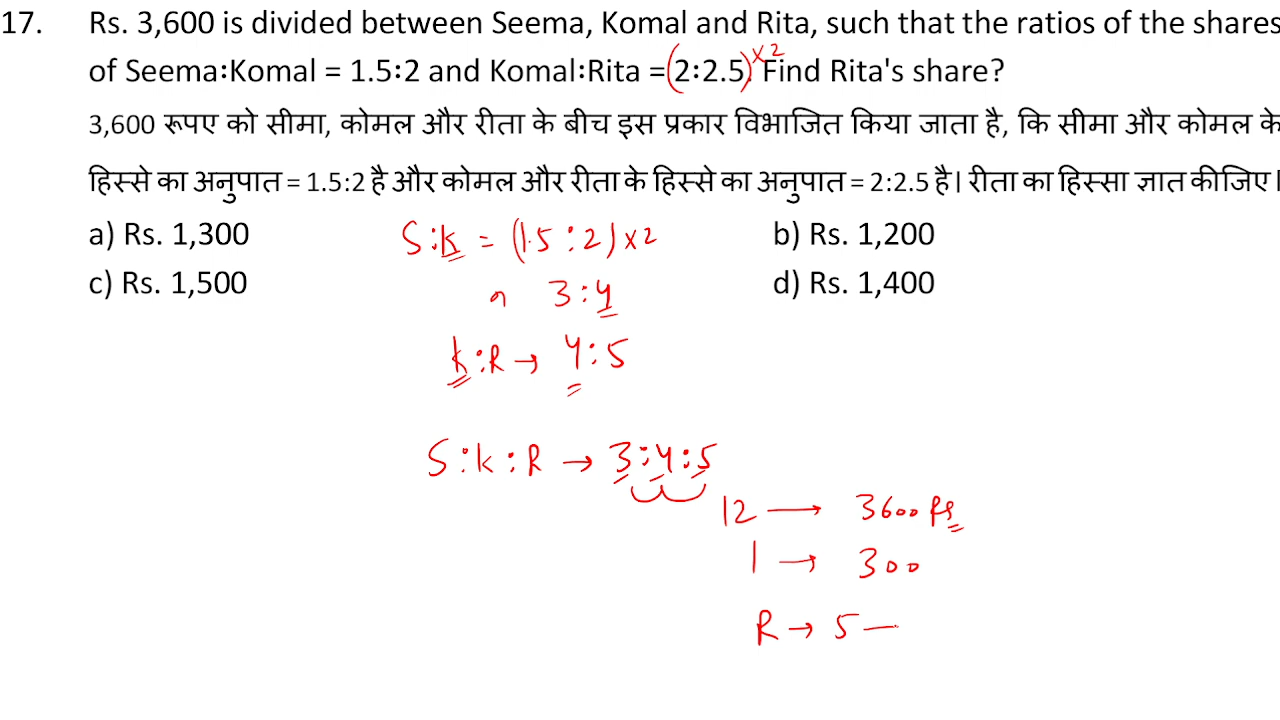 17. Rs. 3,600 is divided between Seema, Komal and Rita, such that the ratios of the shares
of Seema:Komal = 1.5:2 and Komal:Rita = (2:2.5)×2. Find Rita's share?
3,600 रूपए को सीमा, कोमल और रीता के बीच इस प्रकार विभाजित किया जाता है, कि सीमा और कोमल के
हिस्से का अनुपात = 1.5:2 है और कोमल और रीता के हिस्से का अनुपात = 2:2.5 है। रीता का हिस्सा ज्ञात कीजिए।
a) Rs. 1,300 b) Rs. 1,200
c) Rs. 1,500 d) Rs. 1,400
S:K = (1.5:2)×2
3:4
K:R → 4:5
S:K:R → 3:4:5
12 → 3600 Rs
1 → 300
R → 5 –